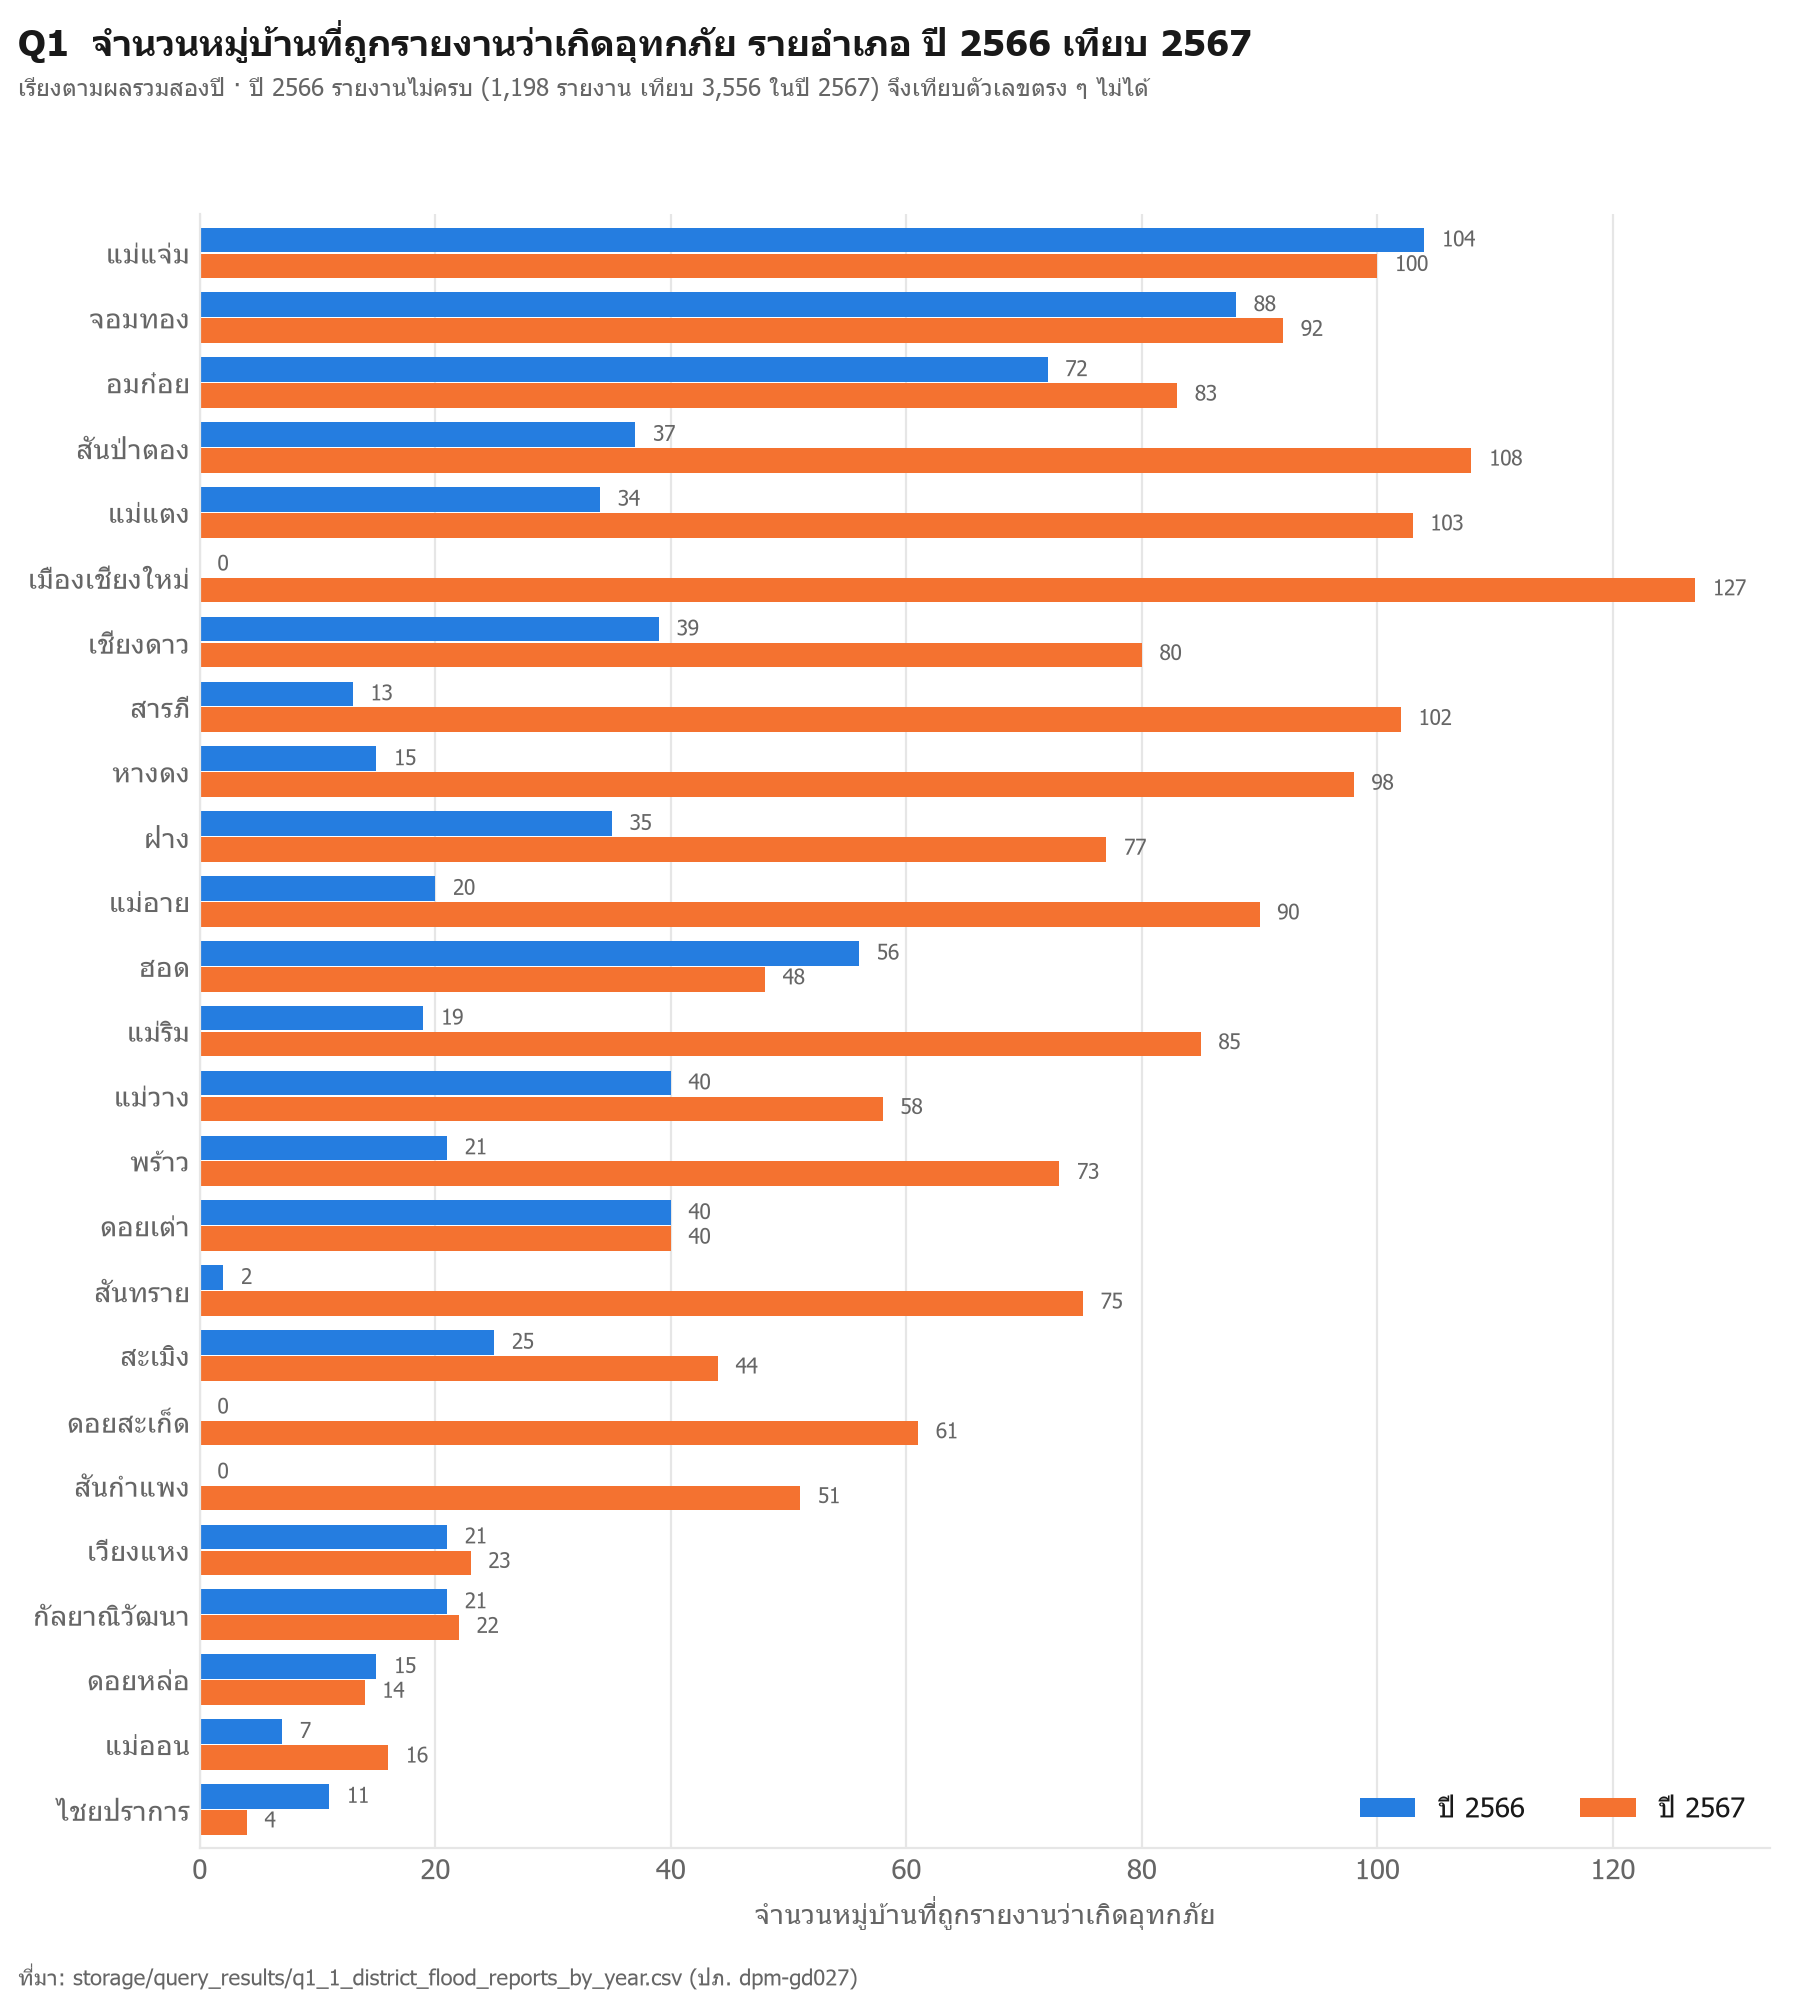 Q1 จำนวนหมู่บ้านที่ถูกรายงานว่าเกิดอุทกภัย รายอำเภอ ปี 2566 เทียบ 2567
เรียงตามผลรวมสองปี · ปี 2566 รายงานไม่ครบ (1,198 รายงาน เทียบ 3,556 ในปี 2567) จึงเทียบตัวเลขตรง ๆ ไม่ได้
แม่แจ่ม 104 100
จอมทอง 88 92
อมก๋อย 72 83
สันป่าตอง 37 108
แม่แตง 34 103
เมืองเชียงใหม่ 0 127
เชียงดาว 39 80
สารภี 13 102
หางดง 15 98
ฝาง 35 77
แม่อาย 20 90
ฮอด 56 48
แม่ริม 19 85
แม่วาง 40 58
พร้าว 21 73
ดอยเต่า 40 40
สันทราย 2 75
สะเมิง 25 44
ดอยสะเก็ด 0 61
สันกำแพง 0 51
เวียงแหง 21 23
กัลยาณิวัฒนา 21 22
ดอยหล่อ 15 14
แม่ออน 7 16
ไชยปราการ 11 4
ปี 2566 ปี 2567
0 20 40 60 80 100 120
จำนวนหมู่บ้านที่ถูกรายงานว่าเกิดอุทกภัย
ที่มา: storage/query_results/q1_1_district_flood_reports_by_year.csv (ปภ. dpm-gd027)